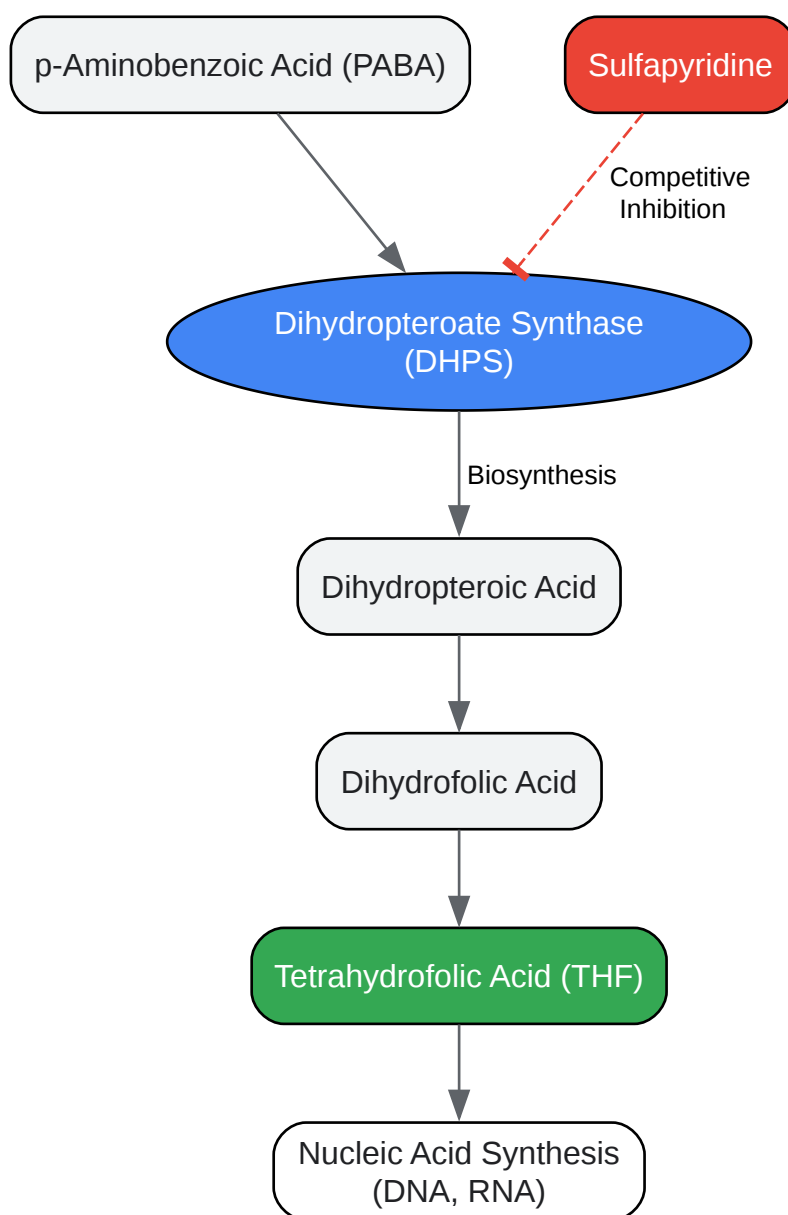 p-Aminobenzoic Acid (PABA)
Sulfapyridine
Competitive
Inhibition
Dihydropteroate Synthase
(DHPS)
Biosynthesis
Dihydropteroic Acid
Dihydrofolic Acid
Tetrahydrofolic Acid (THF)
Nucleic Acid Synthesis
(DNA, RNA)